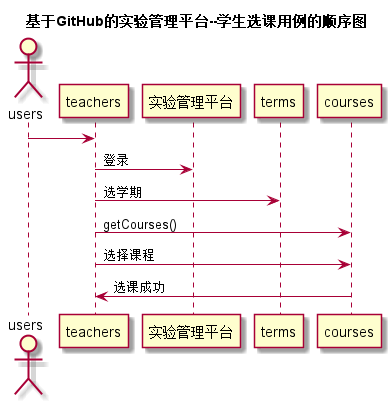 基于GitHub的实验管理平台--学生选课用例的顺序图
users
teachers
实验管理平台
terms
courses
登录
选学期
getCourses()
选择课程
选课成功
users
teachers
实验管理平台
terms
courses